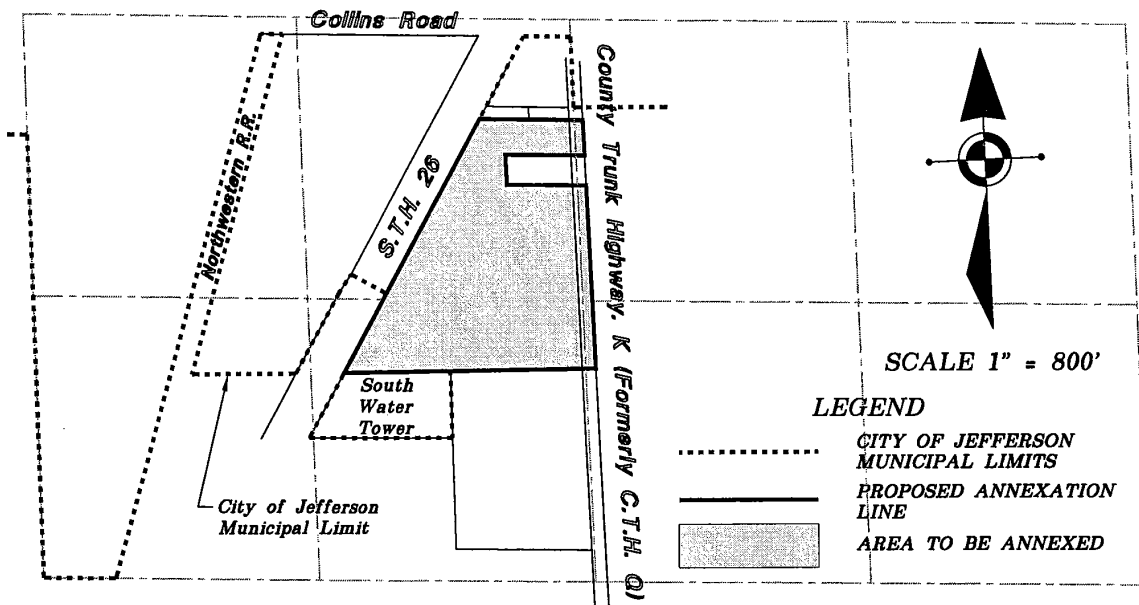 Collins Road
Northwestern R.R.
S.T.H. 26
County Trunk Highway. K (Formerly C.T.H. Q)
South
Water
Tower
City of Jefferson
Municipal Limit
SCALE 1" = 800'
LEGEND
CITY OF JEFFERSON
MUNICIPAL LIMITS
PROPOSED ANNEXATION
LINE
AREA TO BE ANNEXED